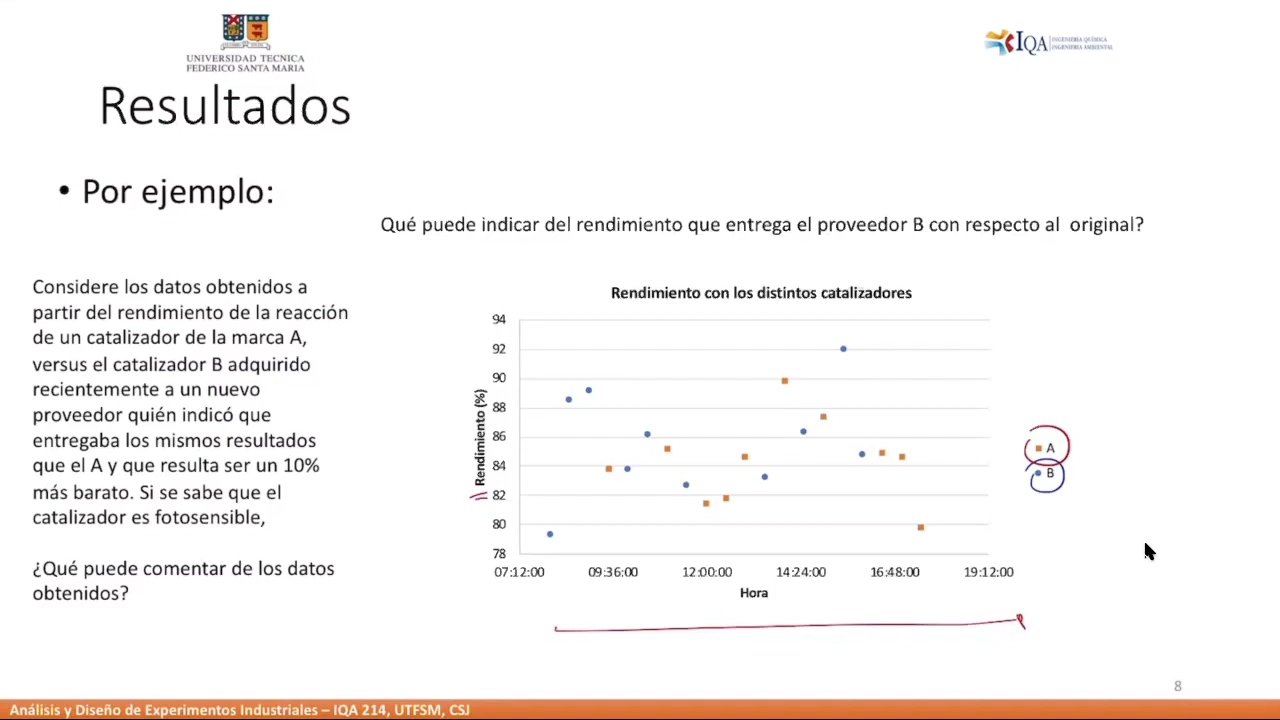 UNIVERSIDAD TECNICA
FEDERICO SANTA MARIA
IQA
INGENIERÍA QUÍMICA
INGENIERÍA AMBIENTAL
Resultados
• Por ejemplo:
Qué puede indicar del rendimiento que entrega el proveedor B con respecto al original?
Considere los datos obtenidos a
partir del rendimiento de la reacción
de un catalizador de la marca A,
versus el catalizador B adquirido
recientemente a un nuevo
proveedor quién indicó que
entregaba los mismos resultados
que el A y que resulta ser un 10%
más barato. Si se sabe que el
catalizador es fotosensible,
¿Qué puede comentar de los datos
obtenidos?
Rendimiento con los distintos catalizadores
Rendimiento (%)
94
92
90
88
86
84
82
80
78
07:12:00 09:36:00 12:00:00 14:24:00 16:48:00 19:12:00
Hora
A
B
8
Análisis y Diseño de Experimentos Industriales – IQA 214, UTFSM, CSJ